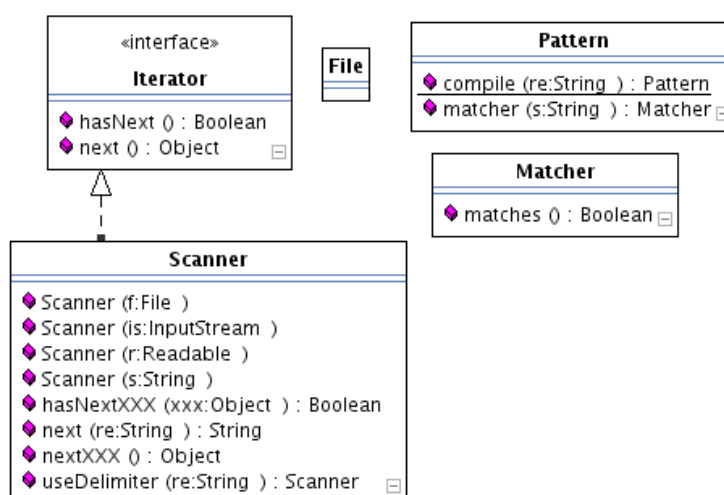 «interface»
Iterator
hasNext () : Boolean
next () : Object
File
Pattern
compile (re:String ) : Pattern
matcher (s:String ) : Matcher
Matcher
matches () : Boolean
Scanner
Scanner (f:File )
Scanner (is:InputStream )
Scanner (r:Readable )
Scanner (s:String )
hasNextXXX (xxx:Object ) : Boolean
next (re:String ) : String
nextXXX () : Object
useDelimiter (re:String ) : Scanner